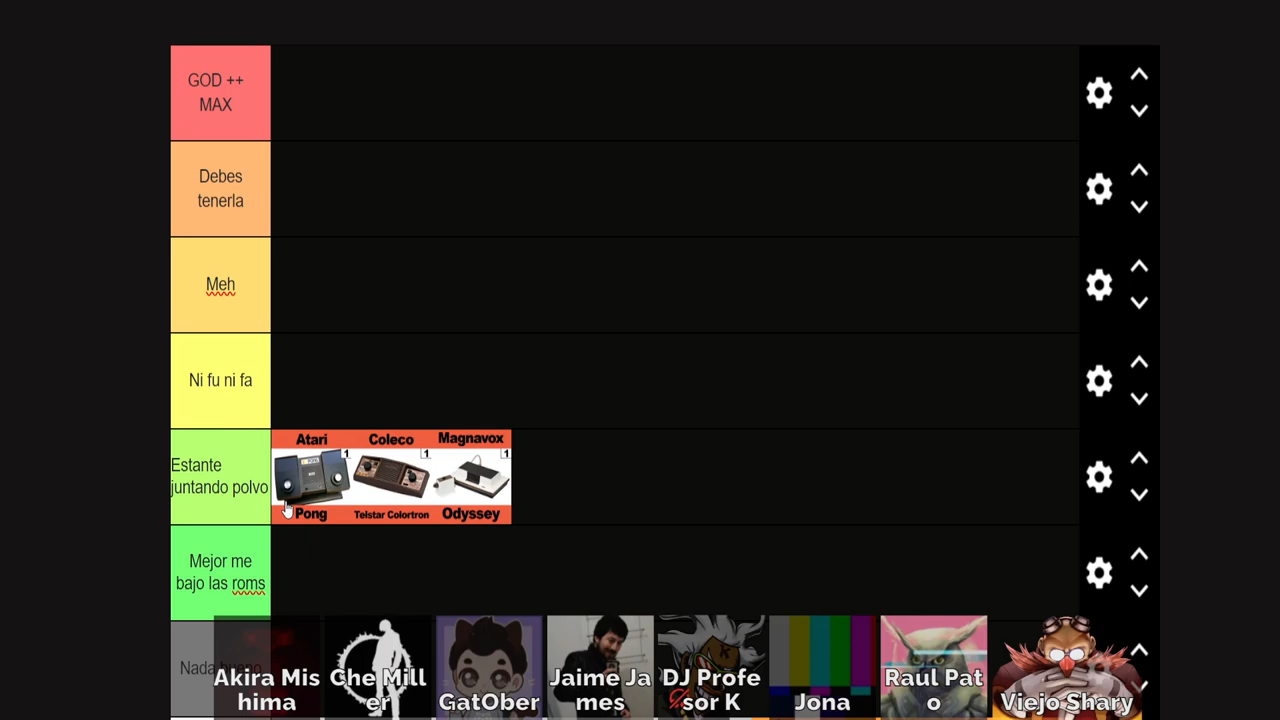 GOD ++
MAX
Debes
tenerla
Meh
Ni fu ni fa
Estante
juntando polvo
Atari
Coleco
Magnavox
1
1
1
Pong
Telstar Colortron
Odyssey
Mejor me
bajo las roms
Nada bueno
Akira Mis
hima
Che Mill
er
GatOber
Jaime Ja
mes
DJ Profe
sor K
Jona
Raul Pat
o
Viejo Shary